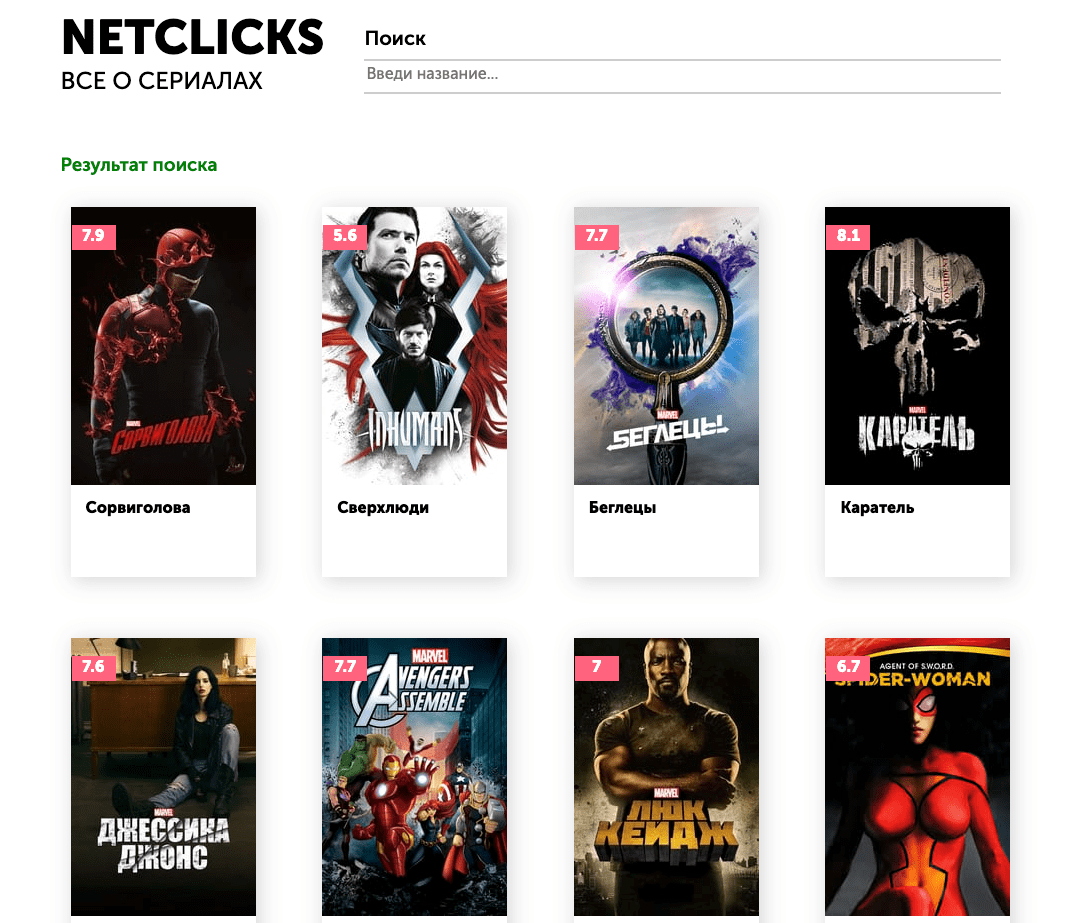 NETCLICKS
ВСЕ О СЕРИАЛАХ
Поиск
Введи название...
Результат поиска
7.9
MARVEL
СОРВИГОЛОВА
Сорвиголова
5.6
INHUMANS
Сверхлюди
7.7
MARVEL
БЕГЛЕЦЫ!
Беглецы
8.1
CONFIDENTIAL
MARVEL
КАРАТЕЛЬ
Каратель
7.6
MARVEL
ДЖЕССИКА
ДЖОНС
7.7
MARVEL
AVENGERS
ASSEMBLE
7
MARVEL
ЛЮК
КЕЙДЖ
6.7
AGENT OF S.W.O.R.D.
SPIDER-WOMAN